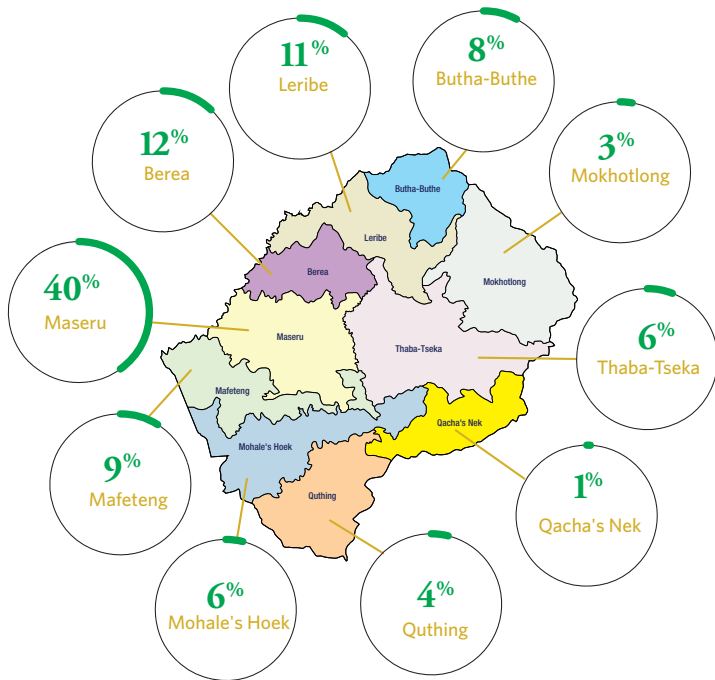 11%
Leribe
8%
Butha-Buthe
12%
Berea
3%
Mokhotlong
40%
Maseru
6%
Thaba-Tseka
9%
Mafeteng
1%
Qacha's Nek
6%
Mohale's Hoek
4%
Quthing
Butha-Buthe
Leribe
Berea
Mokhotlong
Maseru
Thaba-Tseka
Mafeteng
Qacha's Nek
Mohale's Hoek
Quthing